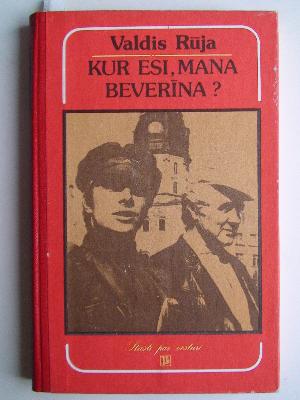 Valdis Rūja
KUR ESI, MANA
BEVERĪNA?
Stāsti par vēsturi